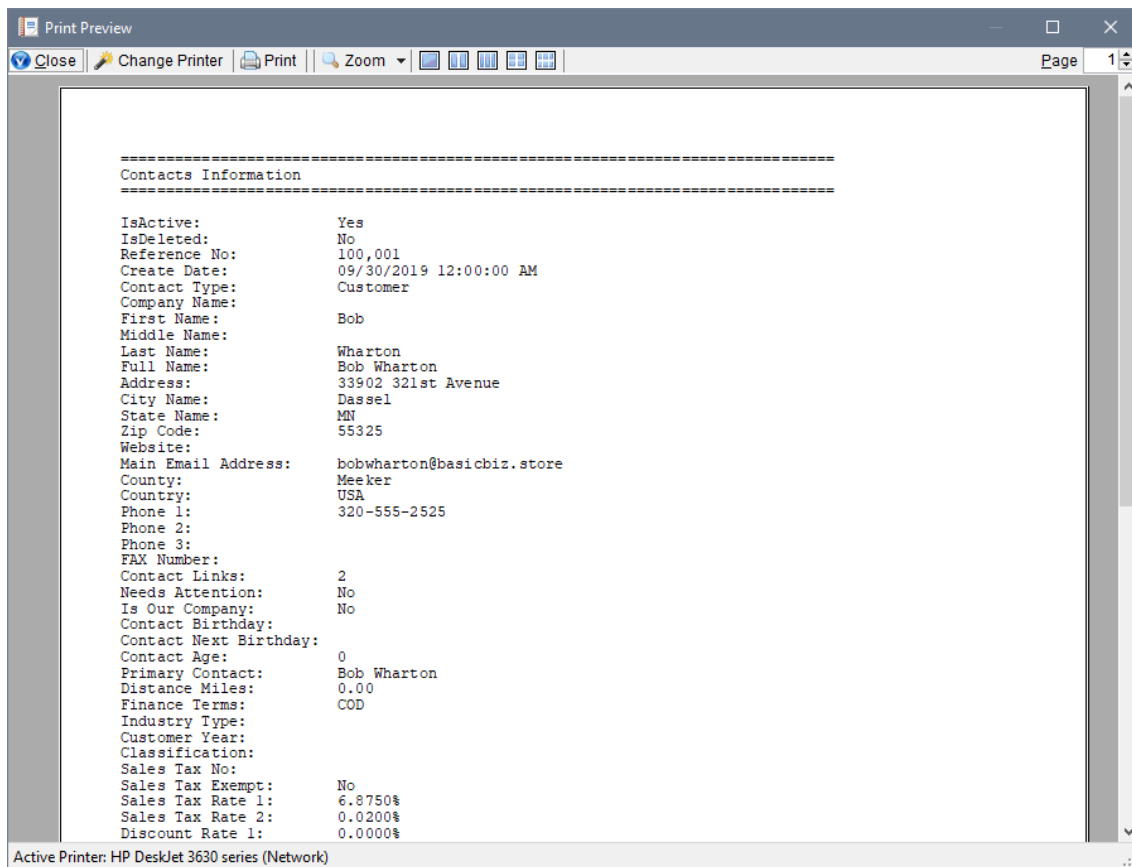 Print Preview
Close Change Printer Print Zoom Page 1
===============================================================================
Contacts Information
===============================================================================
IsActive: Yes
IsDeleted: No
Reference No: 100,001
Create Date: 09/30/2019 12:00:00 AM
Contact Type: Customer
Company Name:
First Name: Bob
Middle Name:
Last Name: Wharton
Full Name: Bob Wharton
Address: 33902 321st Avenue
City Name: Dassel
State Name: MN
Zip Code: 55325
Website:
Main Email Address: bobwharton@basicbiz.store
County: Meeker
Country: USA
Phone 1: 320-555-2525
Phone 2:
Phone 3:
FAX Number:
Contact Links: 2
Needs Attention: No
Is Our Company: No
Contact Birthday:
Contact Next Birthday:
Contact Age: 0
Primary Contact: Bob Wharton
Distance Miles: 0.00
Finance Terms: COD
Industry Type:
Customer Year:
Classification:
Sales Tax No:
Sales Tax Exempt: No
Sales Tax Rate 1: 6.8750%
Sales Tax Rate 2: 0.0200%
Discount Rate 1: 0.0000%
Active Printer: HP DeskJet 3630 series (Network)